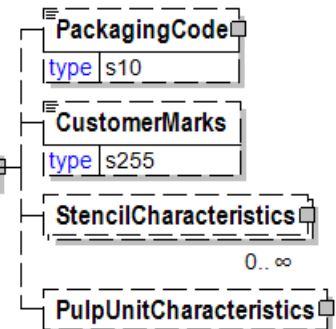 PackagingCode
type s10
CustomerMarks
type s255
StencilCharacteristics
0.. ∞
PulpUnitCharacteristics